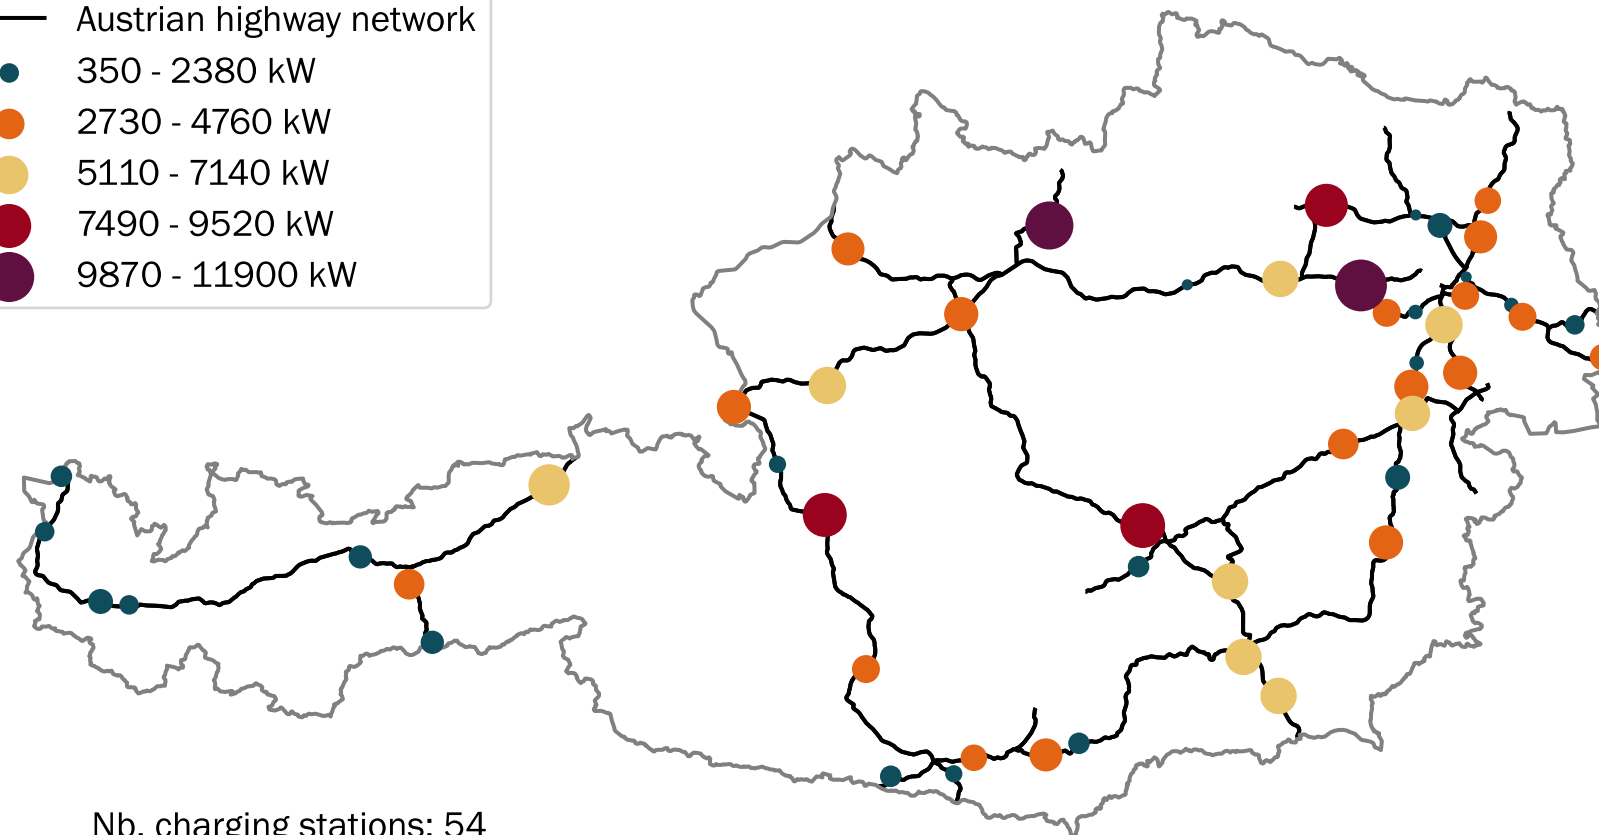 Austrian highway network
350 - 2380 kW
2730 - 4760 kW
5110 - 7140 kW
7490 - 9520 kW
9870 - 11900 kW
Nb. charging stations: 54